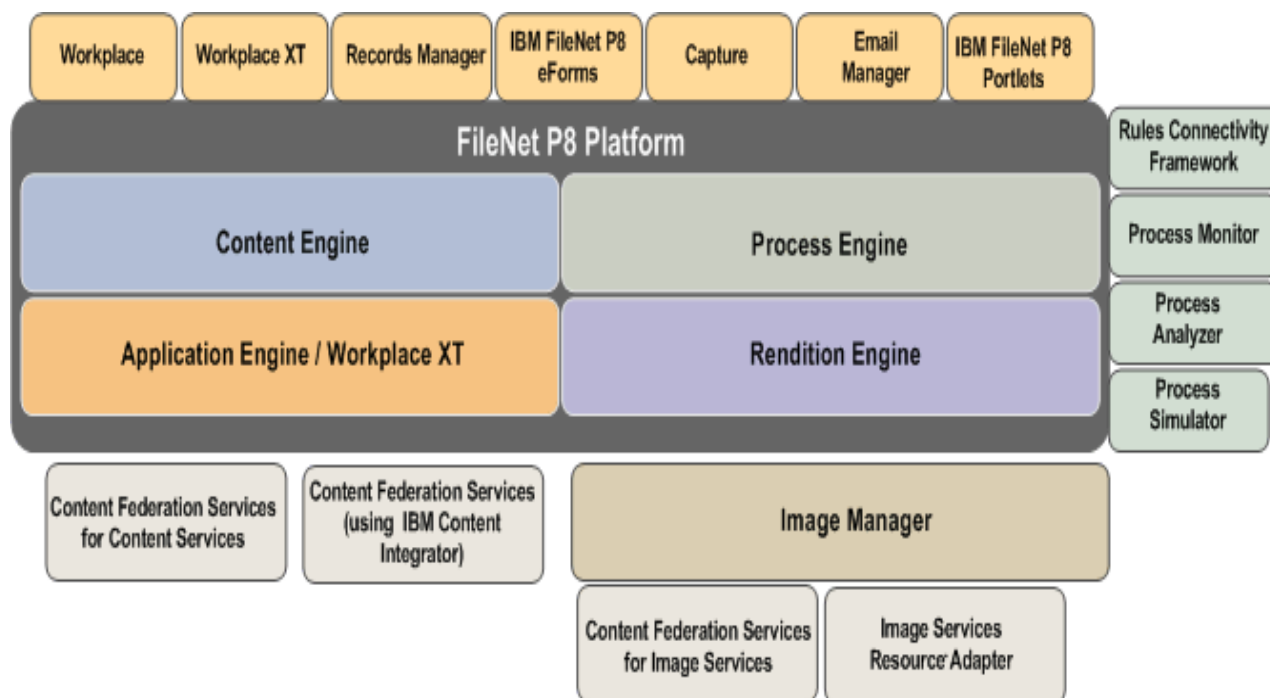 Workplace
Workplace XT
Records Manager
IBM FileNet P8
eForms
Capture
Email
Manager
IBM FileNet P8
Portlets
FileNet P8 Platform
Rules Connectivity
Framework
Content Engine
Process Engine
Process Monitor
Application Engine / Workplace XT
Rendition Engine
Process
Analyzer
Process
Simulator
Content Federation Services
for Content Services
Content Federation Services
(using IBM Content
Integrator)
Image Manager
Content Federation Services
for Image Services
Image Services
Resource Adapter